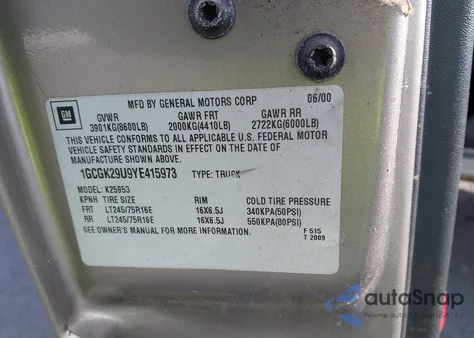 GM
MFD BY GENERAL MOTORS CORP 06/00
GVWR GAWR FRT GAWR RR
3901KG(8600LB) 2000KG(4410LB) 2722KG(6000LB)
THIS VEHICLE CONFORMS TO ALL APPLICABLE U.S. FEDERAL MOTOR
VEHICLE SAFETY STANDARDS IN EFFECT ON THE DATE OF
MANUFACTURE SHOWN ABOVE.
1GCGK29U9YE415973 TYPE: TRUCK
MODEL: K25953
KPNH TIRE SIZE RIM COLD TIRE PRESSURE
FRT LT245/75R16E 16X6.5J 340KPA(50PSI)
RR LT245/75R16E 16X6.5J 550KPA(80PSI)
SEE OWNER'S MANUAL FOR MORE INFORMATION. F 515
T 2009
autoSnap